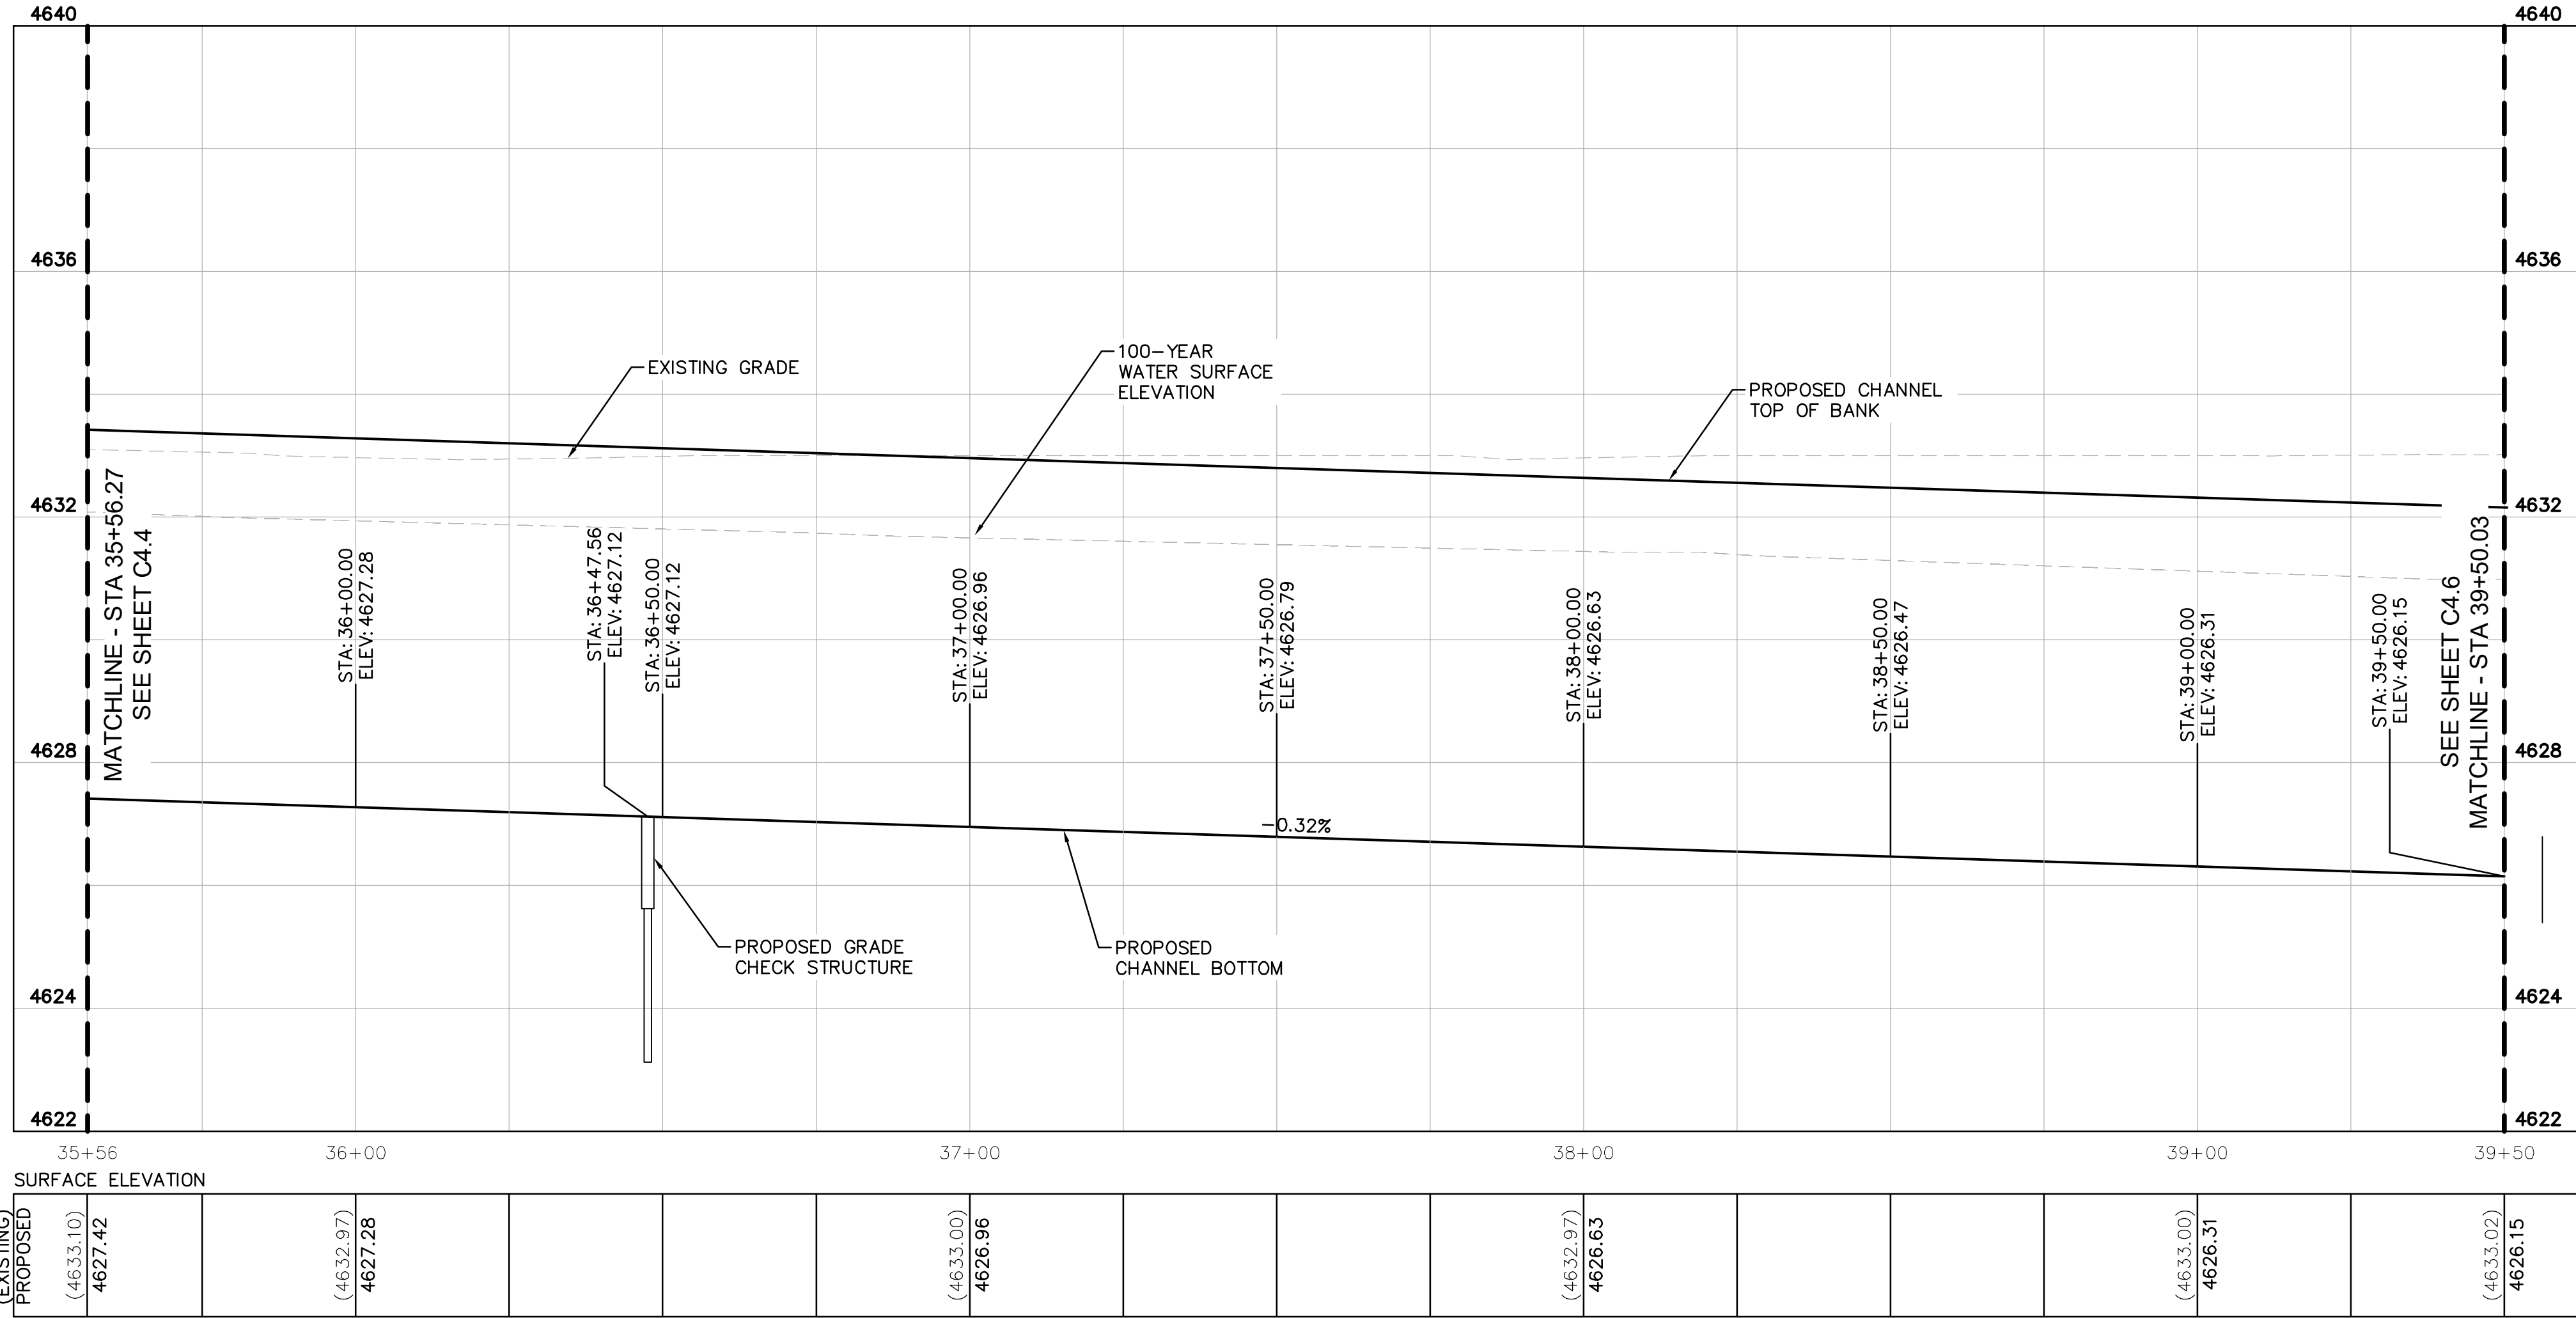 4640
4640
4636
4636
EXISTING GRADE
100-YEAR
WATER SURFACE
ELEVATION
PROPOSED CHANNEL
TOP OF BANK
4632
4632
MATCHLINE - STA 35+56.27
SEE SHEET C4.4
STA: 36+00.00
ELEV: 4627.28
STA: 36+47.56
ELEV: 4627.12
STA: 36+50.00
ELEV: 4627.12
STA: 37+00.00
ELEV: 4626.96
STA: 37+50.00
ELEV: 4626.79
STA: 38+00.00
ELEV: 4626.63
STA: 38+50.00
ELEV: 4626.47
STA: 39+00.00
ELEV: 4626.31
STA: 39+50.00
ELEV: 4626.15
SEE SHEET C4.6
MATCHLINE - STA 39+50.03
4628
4628
-0.32%
PROPOSED GRADE
CHECK STRUCTURE
PROPOSED
CHANNEL BOTTOM
4624
4624
4622
4622
35+56
36+00
37+00
38+00
39+00
39+50
SURFACE ELEVATION
(EXISTING)
PROPOSED
(4633.10)
4627.42
(4632.97)
4627.28
(4633.00)
4626.96
(4632.97)
4626.63
(4633.00)
4626.31
(4633.02)
4626.15